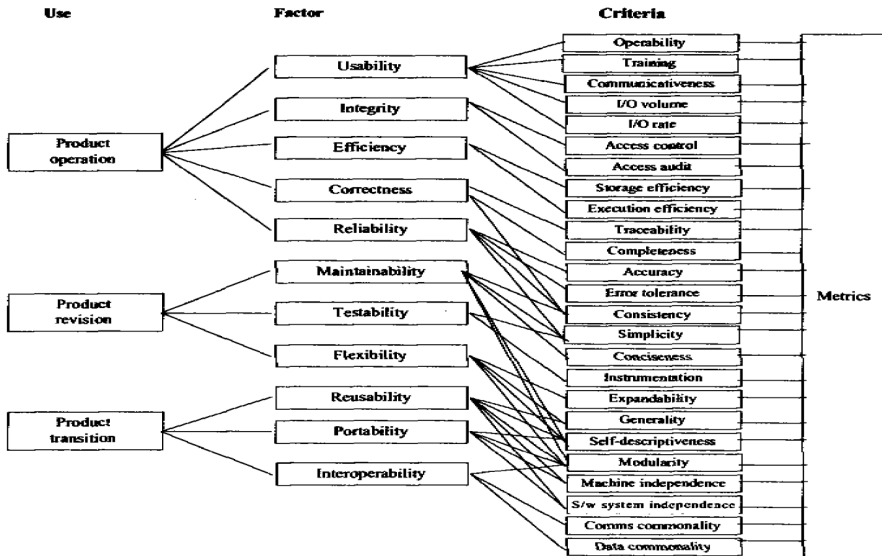 Use Factor Criteria
Product
operation
Product
revision
Product
transition
Usability
Integrity
Efficiency
Correctness
Reliability
Maintainability
Testability
Flexibility
Reusability
Portability
Interoperability
Operability
Training
Communicativeness
I/O volume
I/O rate
Access control
Access audit
Storage efficiency
Execution efficiency
Traceability
Completeness
Accuracy
Error tolerance
Consistency
Simplicity
Conciseness
Instrumentation
Expandability
Generality
Self-descriptiveness
Modularity
Machine independence
S/w system independence
Comms commonality
Data commonality
Metrics